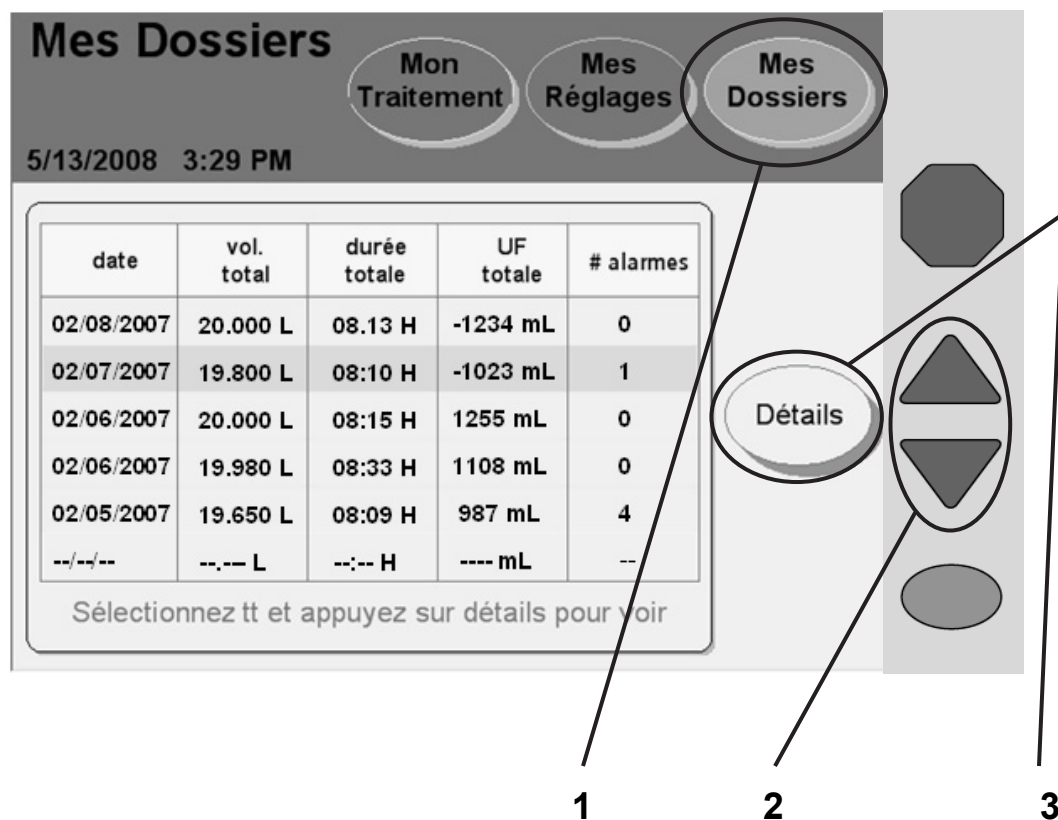 Mes Dossiers
Mon
Traitement
Mes
Réglages
Mes
Dossiers
5/13/2008 3:29 PM
date vol. total durée totale UF totale # alarmes
02/08/2007 20.000 L 08.13 H -1234 mL 0
02/07/2007 19.800 L 08:10 H -1023 mL 1
02/06/2007 20.000 L 08:15 H 1255 mL 0
02/06/2007 19.980 L 08:33 H 1108 mL 0
02/05/2007 19.650 L 08:09 H 987 mL 4
--/--/-- --.--- L --:-- H ---- mL --
Sélectionnez tt et appuyez sur détails pour voir
Détails
1 2 3